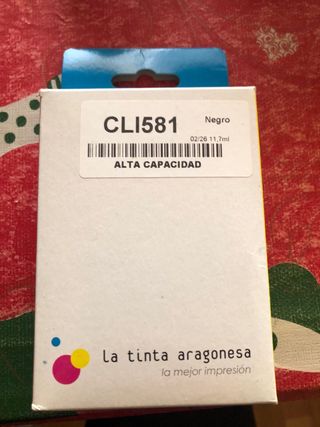 CLI581 Negro
02/26 11,7ml
ALTA CAPACIDAD
la tinta aragonesa
la mejor impresión